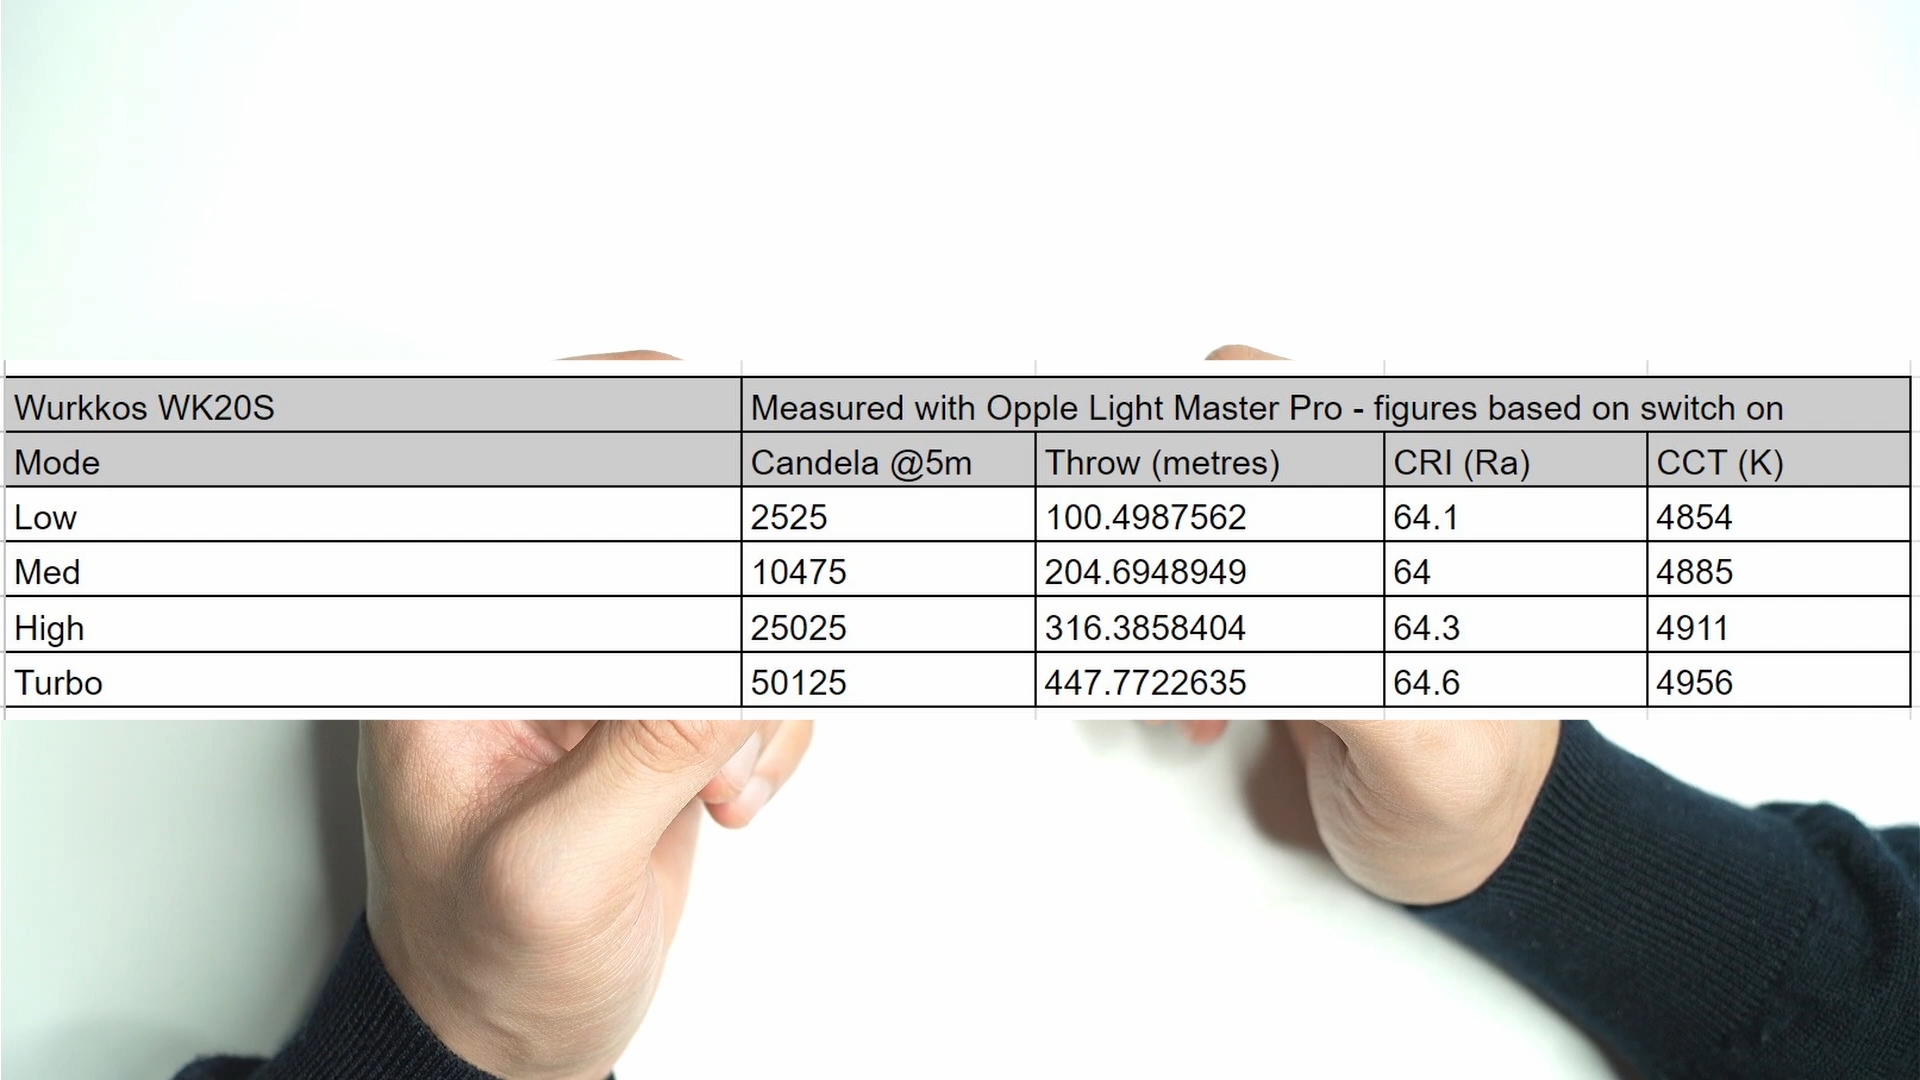 Wurkkos WK20S Measured with Opple Light Master Pro - figures based on switch on
Mode Candela @5m Throw (metres) CRI (Ra) CCT (K)
Low 2525 100.4987562 64.1 4854
Med 10475 204.6948949 64 4885
High 25025 316.3858404 64.3 4911
Turbo 50125 447.7722635 64.6 4956